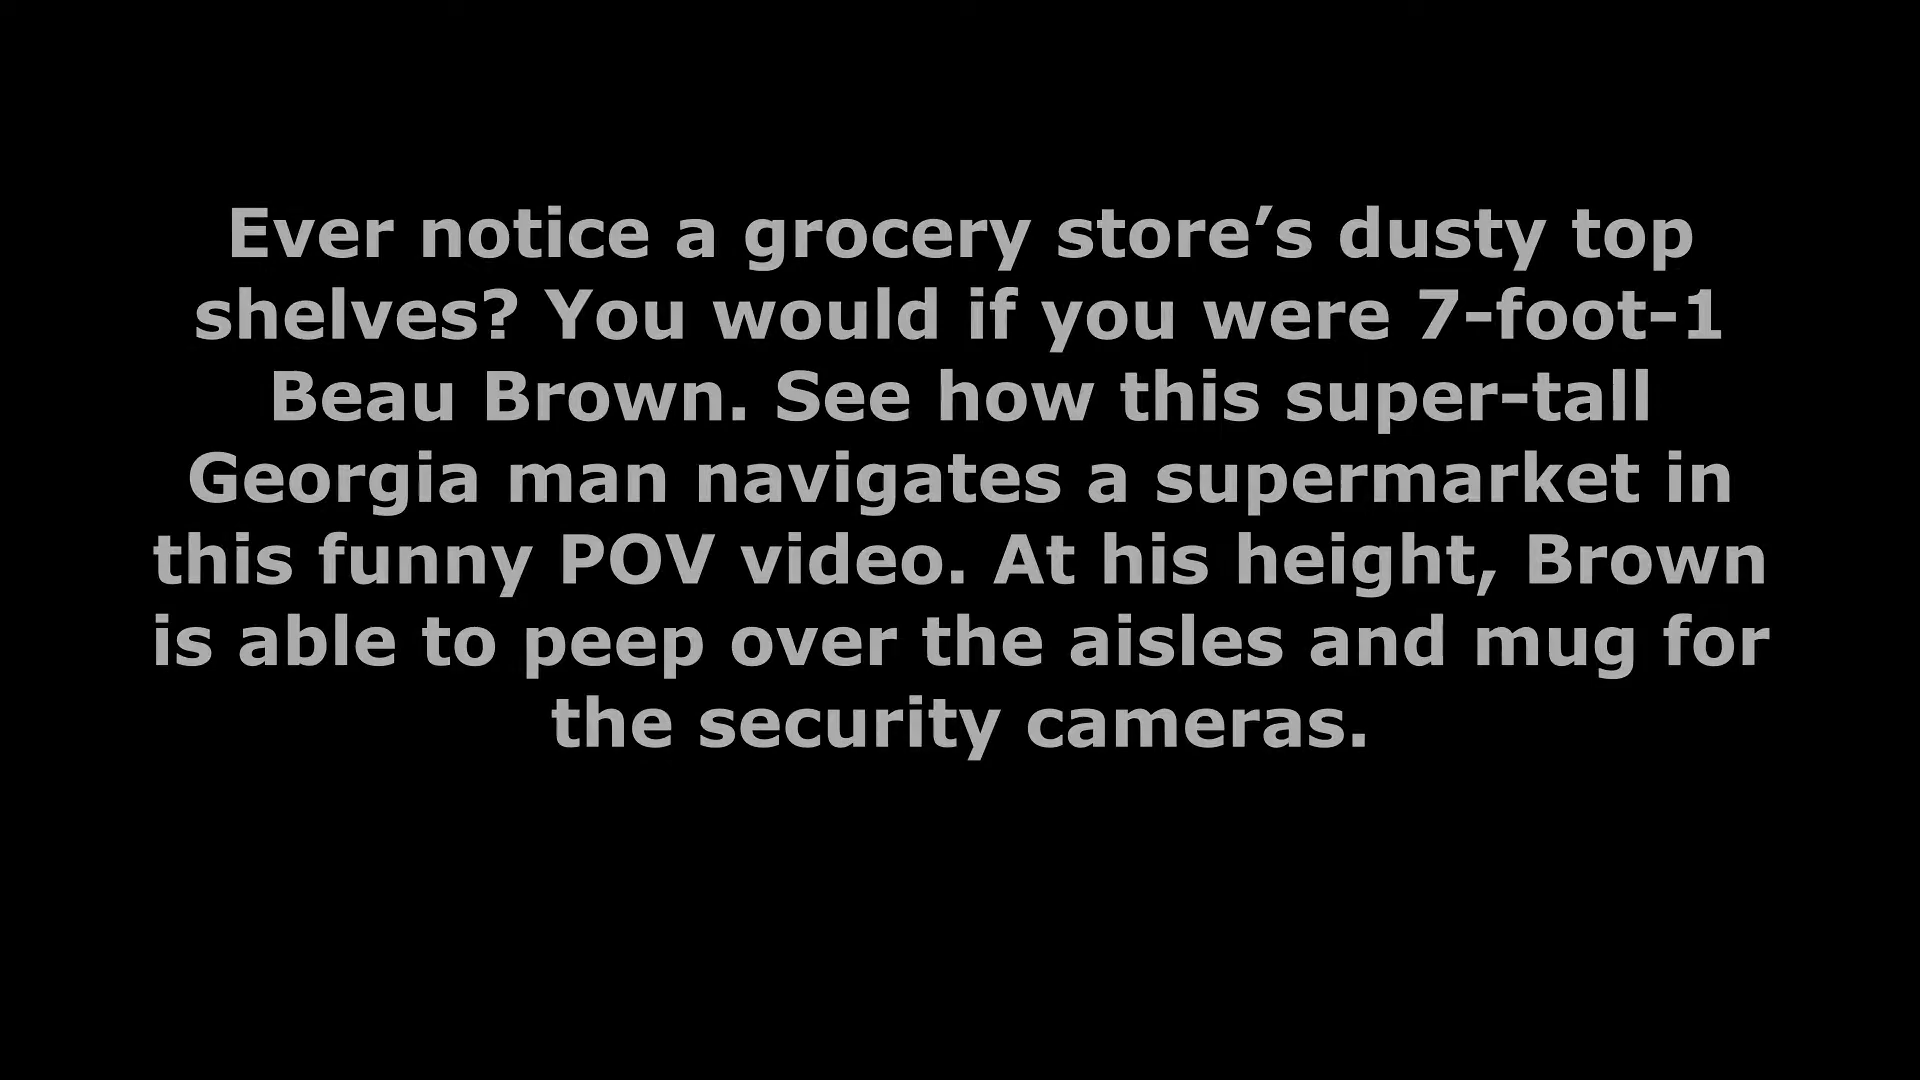 Ever notice a grocery store’s dusty top
shelves? You would if you were 7-foot-1
Beau Brown. See how this super-tall
Georgia man navigates a supermarket in
this funny POV video. At his height, Brown
is able to peep over the aisles and mug for
the security cameras.